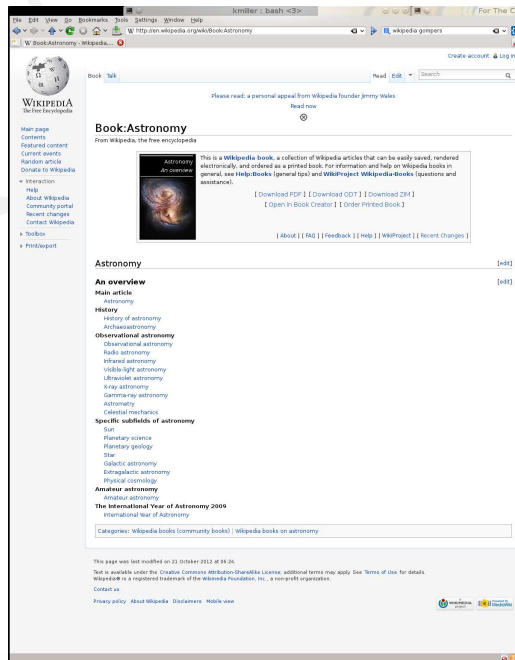 kmiller : bash <3>
For The C
File Edit View Go Bookmarks Tools Settings Window Help
W http://en.wikipedia.org/wiki/Book:Astronomy
wikipedia gompers
W Book:Astronomy - Wikipedia,...
Create account Log in
Book Talk
Read Edit Search
WIKIPEDIA
The Free Encyclopedia
Please read: a personal appeal from Wikipedia founder Jimmy Wales
Read now
Main page
Contents
Featured content
Current events
Random article
Donate to Wikipedia
Interaction
Help
About Wikipedia
Community portal
Recent changes
Contact Wikipedia
Toolbox
Print/export
Book:Astronomy
From Wikipedia, the free encyclopedia
Astronomy
An overview
This is a Wikipedia book, a collection of Wikipedia articles that can be easily saved, rendered
electronically, and ordered as a printed book. For information and help on Wikipedia books in
general, see Help:Books (general tips) and WikiProject Wikipedia-Books (questions and
assistance).
[ Download PDF ] [ Download ODT ] [ Download ZIM ]
[ Open in Book Creator ] [ Order Printed Book ]
[ About ] [ FAQ ] [ Feedback ] [ Help ] [ WikiProject ] [ Recent Changes ]
Astronomy [edit]
An overview [edit]
Main article
Astronomy
History
History of astronomy
Archaeoastronomy
Observational astronomy
Observational astronomy
Radio astronomy
Infrared astronomy
Visible-light astronomy
Ultraviolet astronomy
X-ray astronomy
Gamma-ray astronomy
Astrometry
Celestial mechanics
Specific subfields of astronomy
Sun
Planetary science
Planetary geology
Star
Galactic astronomy
Extragalactic astronomy
Physical cosmology
Amateur astronomy
Amateur astronomy
The International Year of Astronomy 2009
International Year of Astronomy
Categories: Wikipedia books (community books) | Wikipedia books on astronomy
This page was last modified on 21 October 2012 at 06:24.
Text is available under the Creative Commons Attribution-ShareAlike License; additional terms may apply. See Terms of Use for details.
Wikipedia® is a registered trademark of the Wikimedia Foundation, Inc., a non-profit organization.
Contact us
Privacy policy About Wikipedia Disclaimers Mobile view
A WIKIMEDIA project
Powered by MediaWiki